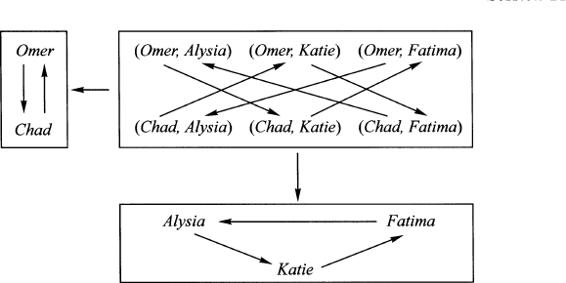 Omer (Omer, Alysia) (Omer, Katie) (Omer, Fatima)
Chad (Chad, Alysia) (Chad, Katie) (Chad, Fatima)
Alysia Fatima
Katie